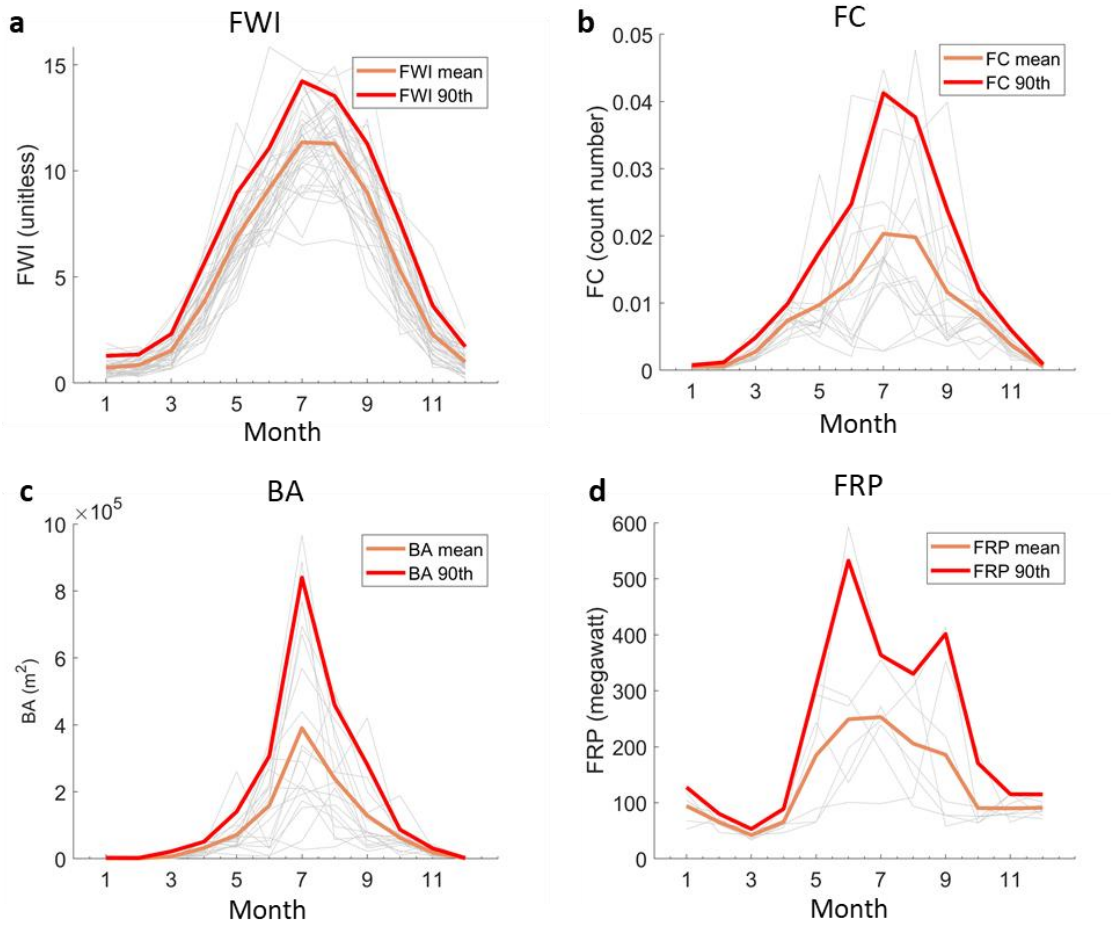 a
FWI
15
10
5
0
FWI (unitless)
FWI mean
FWI 90th
1 3 5 7 9 11
Month
b
FC
0.05
0.04
0.03
0.02
0.01
0
FC (count number)
FC mean
FC 90th
1 3 5 7 9 11
Month
c
BA
×10⁵
10
8
6
4
2
0
BA (m²)
BA mean
BA 90th
1 3 5 7 9 11
Month
d
FRP
600
500
400
300
200
100
0
FRP (megawatt)
FRP mean
FRP 90th
1 3 5 7 9 11
Month